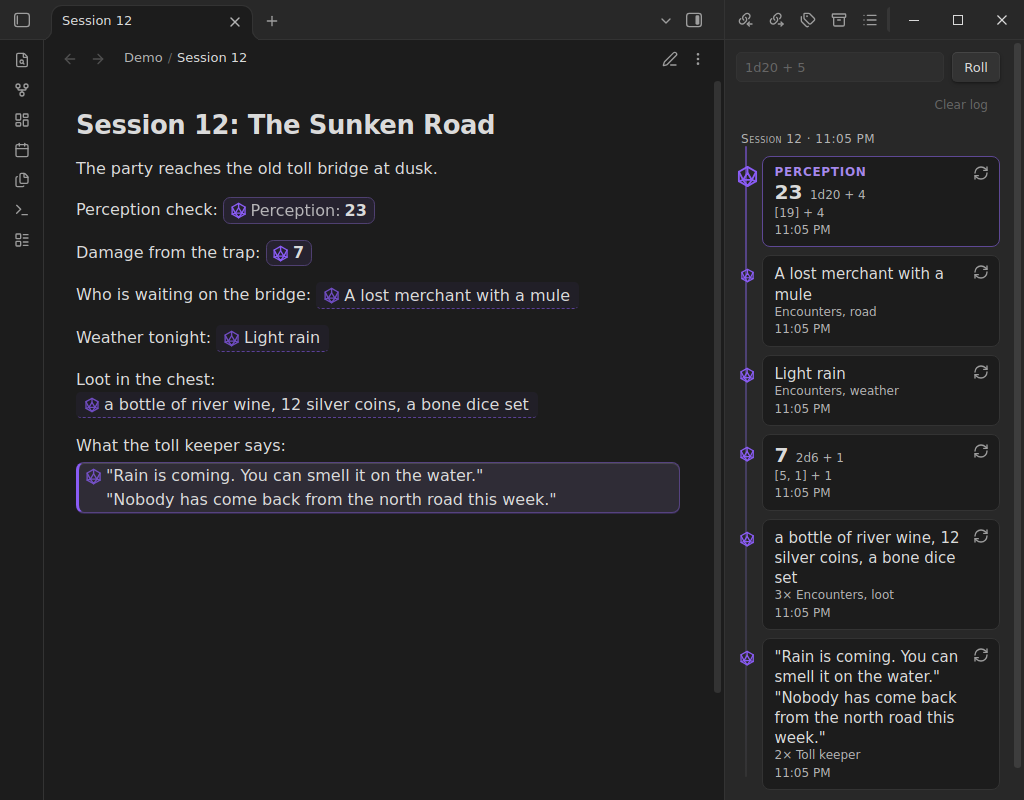 Session 12
Demo / Session 12
Session 12: The Sunken Road
The party reaches the old toll bridge at dusk.
Perception check: Perception: 23
Damage from the trap: 7
Who is waiting on the bridge: A lost merchant with a mule
Weather tonight: Light rain
Loot in the chest:
a bottle of river wine, 12 silver coins, a bone dice set
What the toll keeper says:
"Rain is coming. You can smell it on the water."
"Nobody has come back from the north road this week."
1d20 + 5
Roll
Clear log
Session 12 · 11:05 PM
PERCEPTION
23 1d20 + 4
[19] + 4
11:05 PM
A lost merchant with a
mule
Encounters, road
11:05 PM
Light rain
Encounters, weather
11:05 PM
7 2d6 + 1
[5, 1] + 1
11:05 PM
a bottle of river wine, 12
silver coins, a bone dice
set
3× Encounters, loot
11:05 PM
"Rain is coming. You can
smell it on the water."
"Nobody has come back
from the north road this
week."
2× Toll keeper
11:05 PM